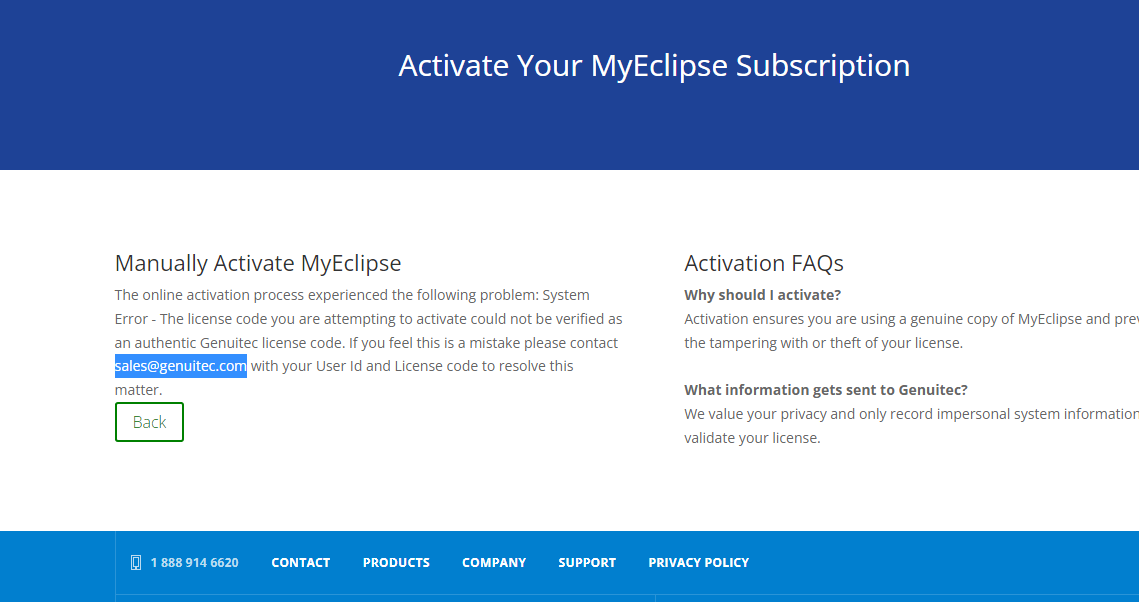 Activate Your MyEclipse Subscription
Manually Activate MyEclipse
The online activation process experienced the following problem: System
Error - The license code you are attempting to activate could not be verified as
an authentic Genuitec license code. If you feel this is a mistake please contact
sales@genuitec.com with your User Id and License code to resolve this
matter.
Back
Activation FAQs
Why should I activate?
Activation ensures you are using a genuine copy of MyEclipse and
the tampering with or theft of your license.
What information gets sent to Genuitec?
We value your privacy and only record impersonal system information
validate your license.
1 888 914 6620 CONTACT PRODUCTS COMPANY SUPPORT PRIVACY POLICY